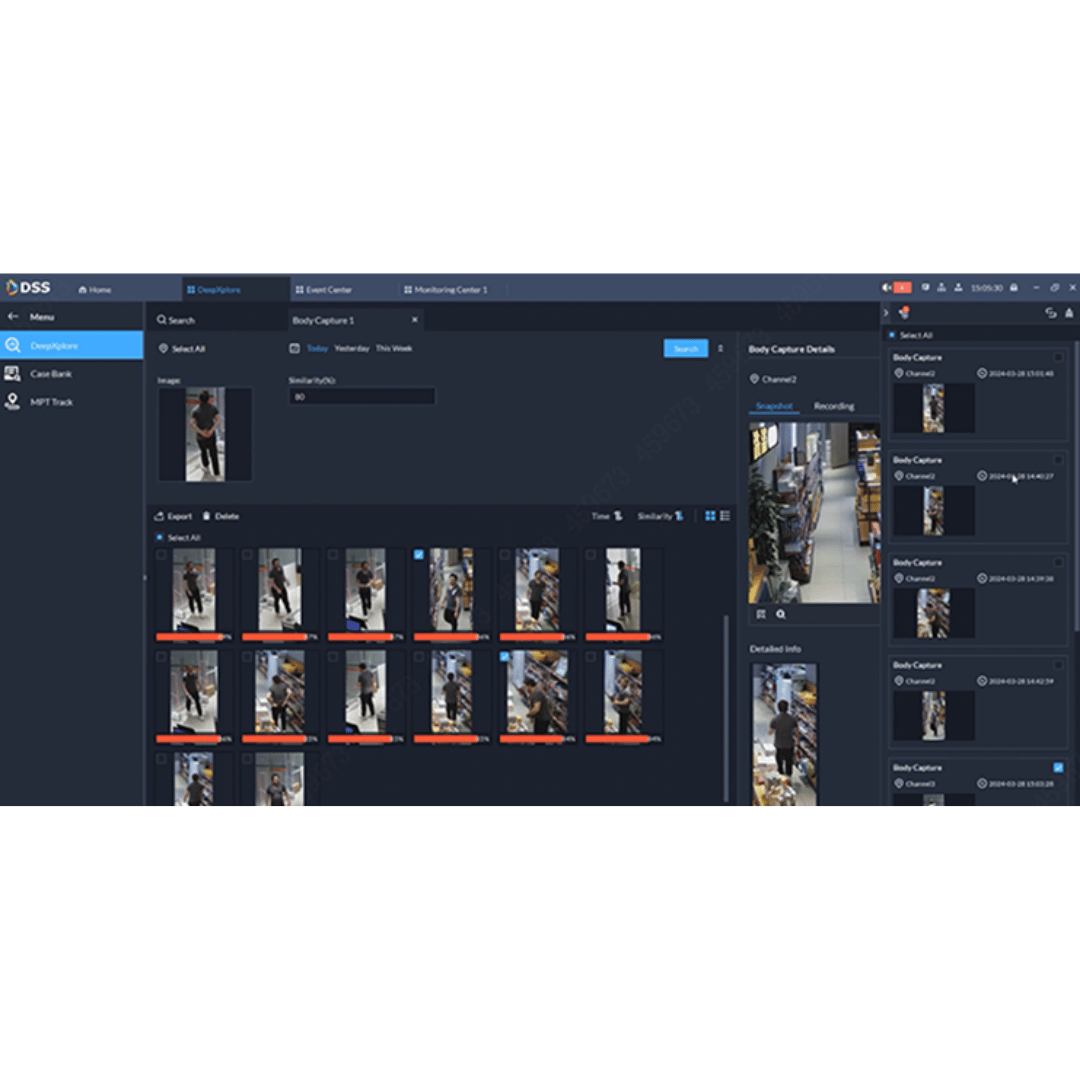 DSS
Home
DeepXplore
Event Center
Monitoring Center 1
15:05:30
Menu
DeepXplore
Case Bank
MPT Track
Search
Body Capture 1
Select All
Today Yesterday This Week
Search
Image:
Similarity(%):
80
Export
Delete
Time
Similarity
Select All
Body Capture Details
Channel2
Snapshot Recording
Detailed Info
Select All
Body Capture
Channel2 2024-03-28 15:01:48
Body Capture
Channel2 2024-03-28 14:40:27
Body Capture
Channel2 2024-03-28 14:39:38
Body Capture
Channel2 2024-03-28 14:42:59
Body Capture
Channel3 2024-03-28 15:03:28
4539673